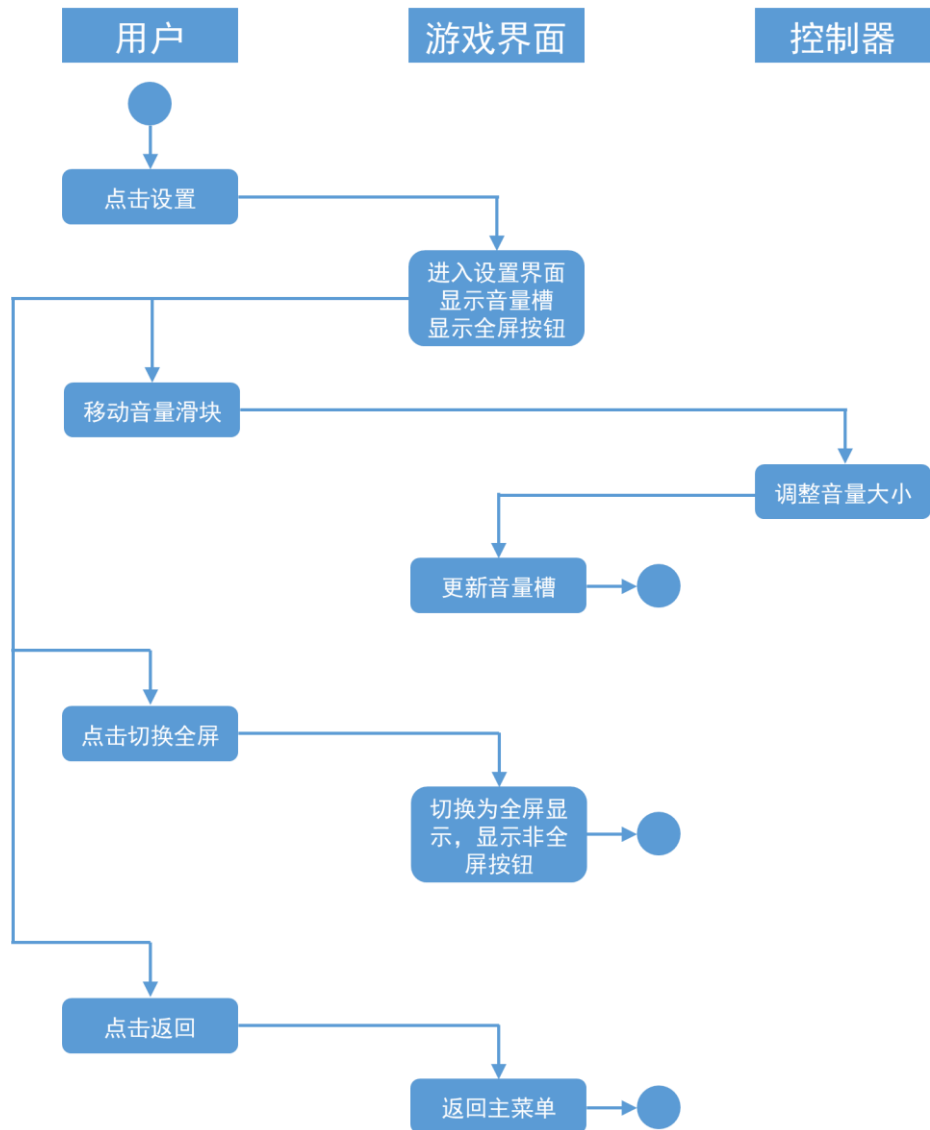 用户
游戏界面
控制器
点击设置
进入设置界面
显示音量槽
显示全屏按钮
移动音量滑块
调整音量大小
更新音量槽
点击切换全屏
切换为全屏显
示，显示非全
屏按钮
点击返回
返回主菜单